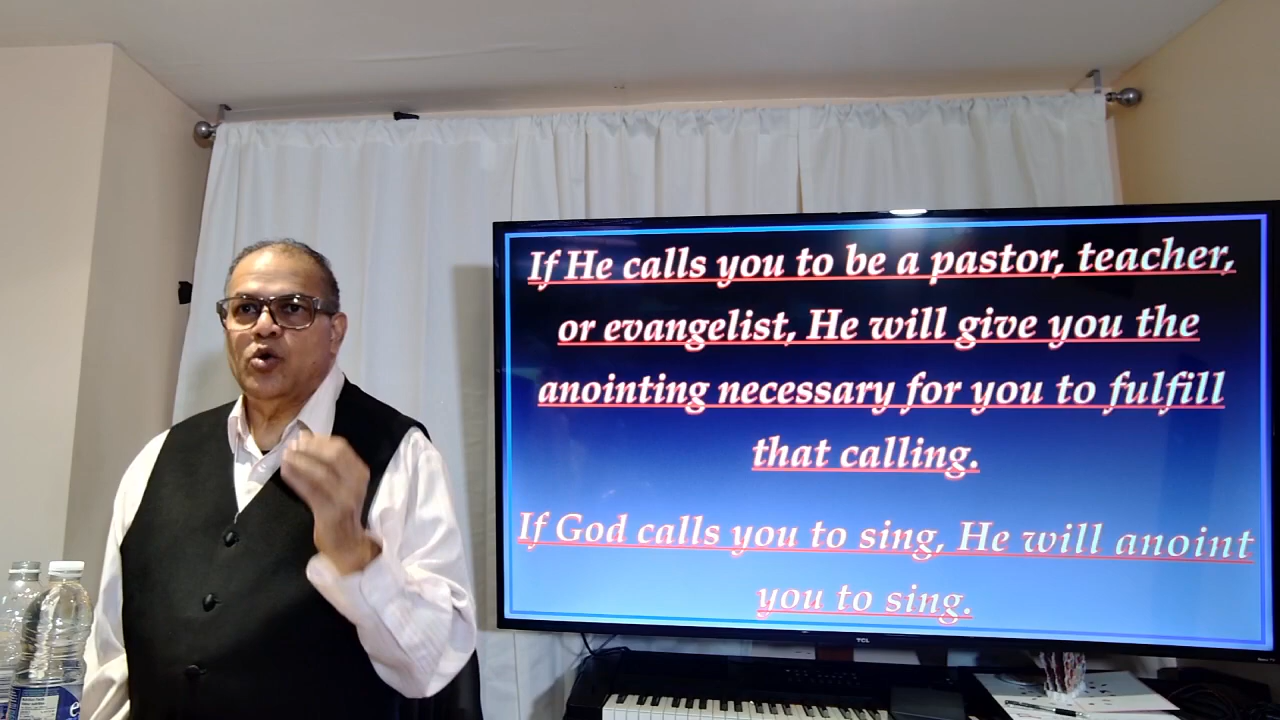 If He calls you to be a pastor, teacher,
or evangelist, He will give you the
anointing necessary for you to fulfill
that calling.
If God calls you to sing, He will anoint
you to sing.
TCL